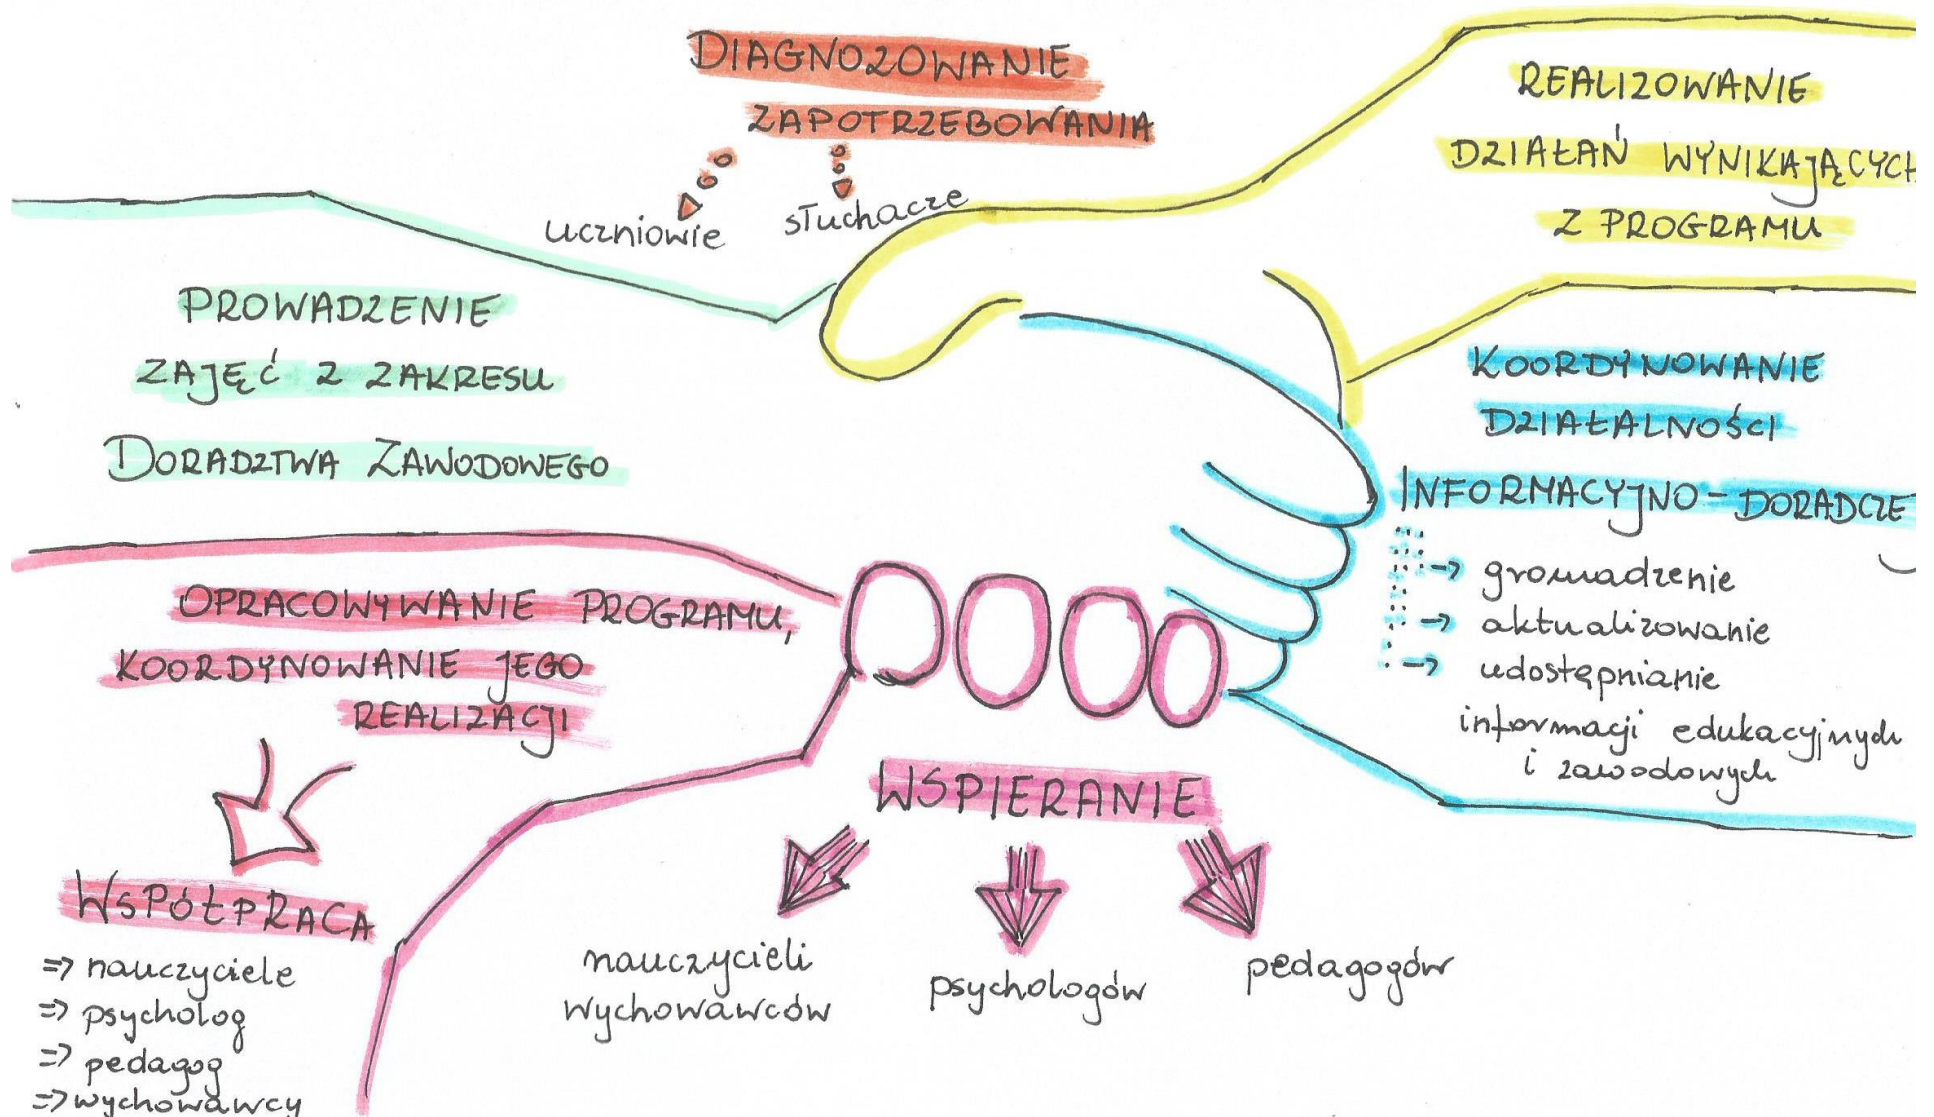 DIAGNOZOWANIE
ZAPOTRZEBOWANIA
uczniowie
słuchacze
REALIZOWANIE
DZIAŁAŃ WYNIKAJĄCYCH
Z PROGRAMU
PROWADZENIE
ZAJĘĆ Z ZAKRESU
DORADZTWA ZAWODOWEGO
KOORDYNOWANIE
DZIAŁALNOŚCI
INFORMACYJNO-DORADCZEJ
→ gromadzenie
→ aktualizowanie
→ udostępnianie
informacji edukacyjnych
i zawodowych
OPRACOWYWANIE PROGRAMU,
KOORDYNOWANIE JEGO
REALIZACJI
WSPÓŁPRACA
=> nauczyciele
=> psycholog
=> pedagog
=> wychowawcy
WSPIERANIE
nauczycieli
wychowawców
psychologów
pedagogów